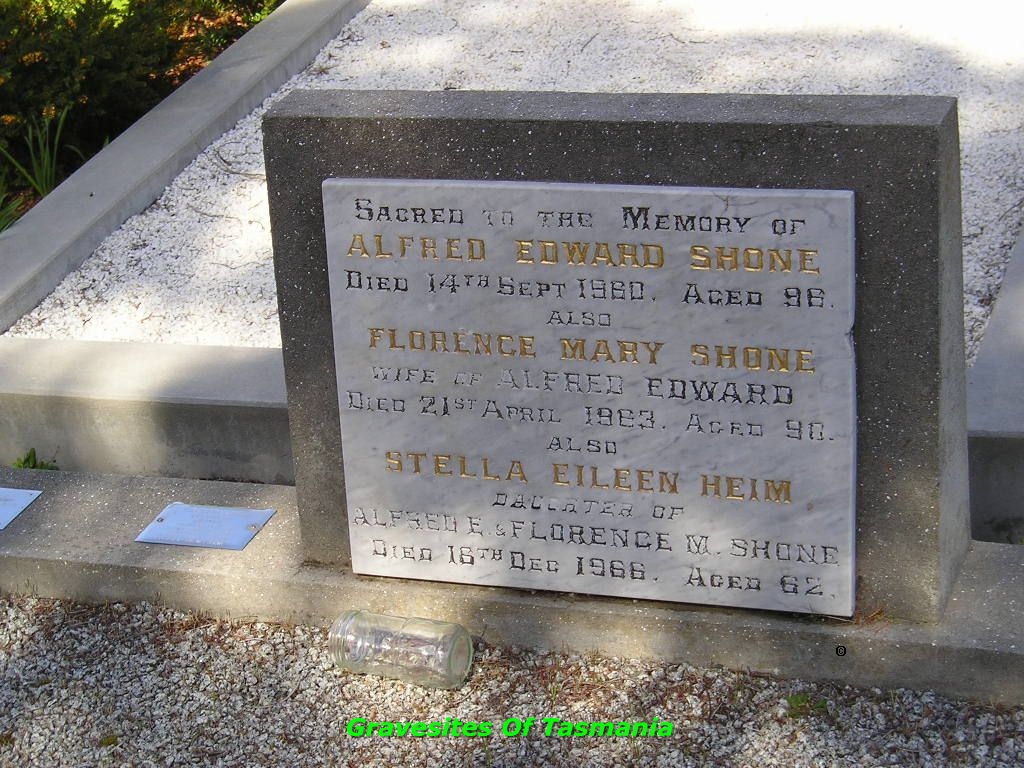 SACRED TO THE MEMORY OF
ALFRED EDWARD SHONE
DIED 14TH SEPT 1960. AGED 96.
ALSO
FLORENCE MARY SHONE
WIFE OF ALFRED EDWARD
DIED 21ST APRIL 1963. AGED 90.
ALSO
STELLA EILEEN HEIM
DAUGHTER OF
ALFRED E. & FLORENCE M. SHONE
DIED 16TH DEC 1966. AGED 62.
Gravesites Of Tasmania